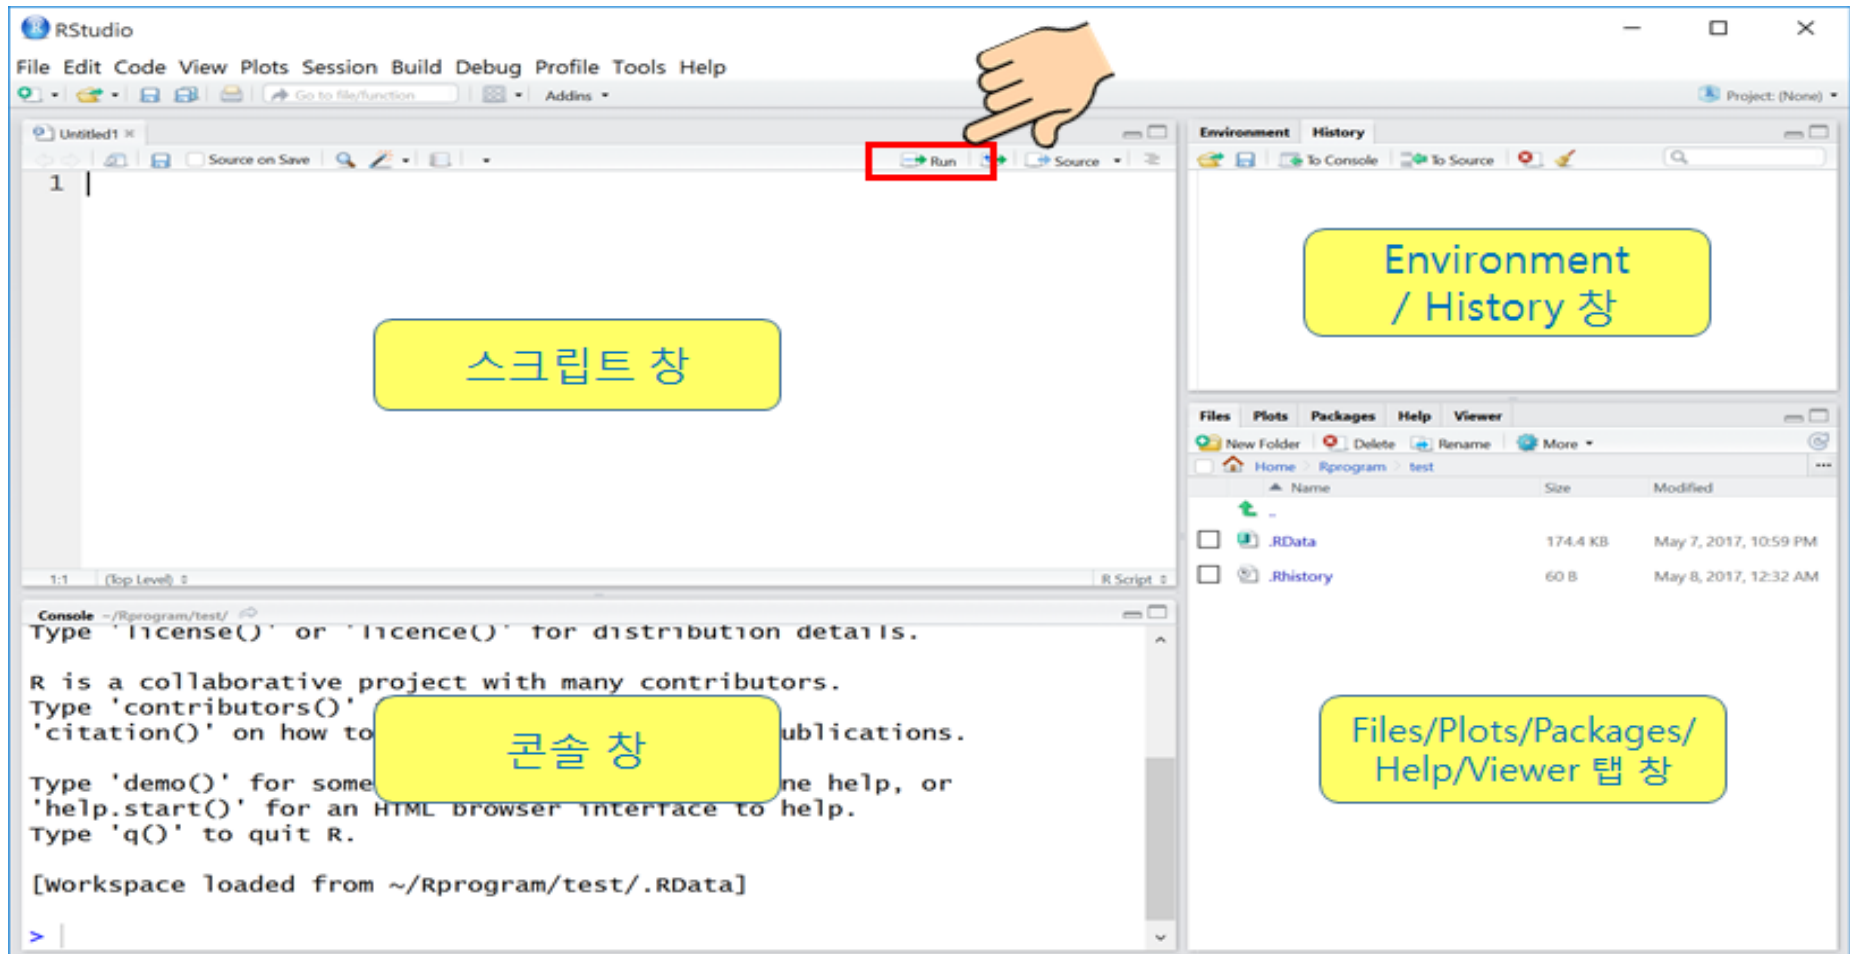 RStudio
File Edit Code View Plots Session Build Debug Profile Tools Help
Go to file/function Addins Project: (None)
Untitled1
Source on Save Run Source
1
스크립트 창
1:1 (Top Level) R Script
Console ~/Rprogram/test/
Type 'license()' or 'licence()' for distribution details.
R is a collaborative project with many contributors.
Type 'contributors()'
'citation()' on how to ublications.
Type 'demo()' for some ne help, or
'help.start()' for an HTML browser interface to help.
Type 'q()' to quit R.
[Workspace loaded from ~/Rprogram/test/.RData]
>
콘솔 창
Environment History
To Console To Source
Environment
/ History 창
Files Plots Packages Help Viewer
New Folder Delete Rename More
Home Rprogram test
Name Size Modified
..
.RData 174.4 KB May 7, 2017, 10:59 PM
.Rhistory 60 B May 8, 2017, 12:32 AM
Files/Plots/Packages/
Help/Viewer 탭 창